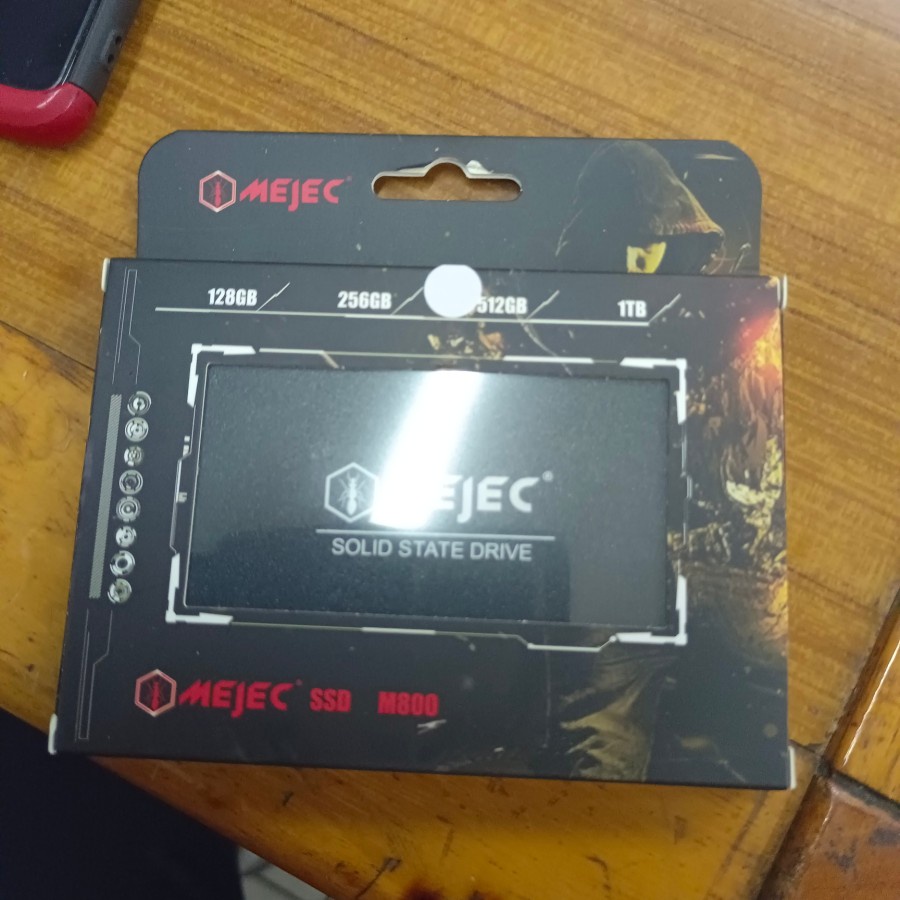 MEJEC®
128GB 256GB 512GB 1TB
MEJEC®
SOLID STATE DRIVE
MEJEC® SSD M800